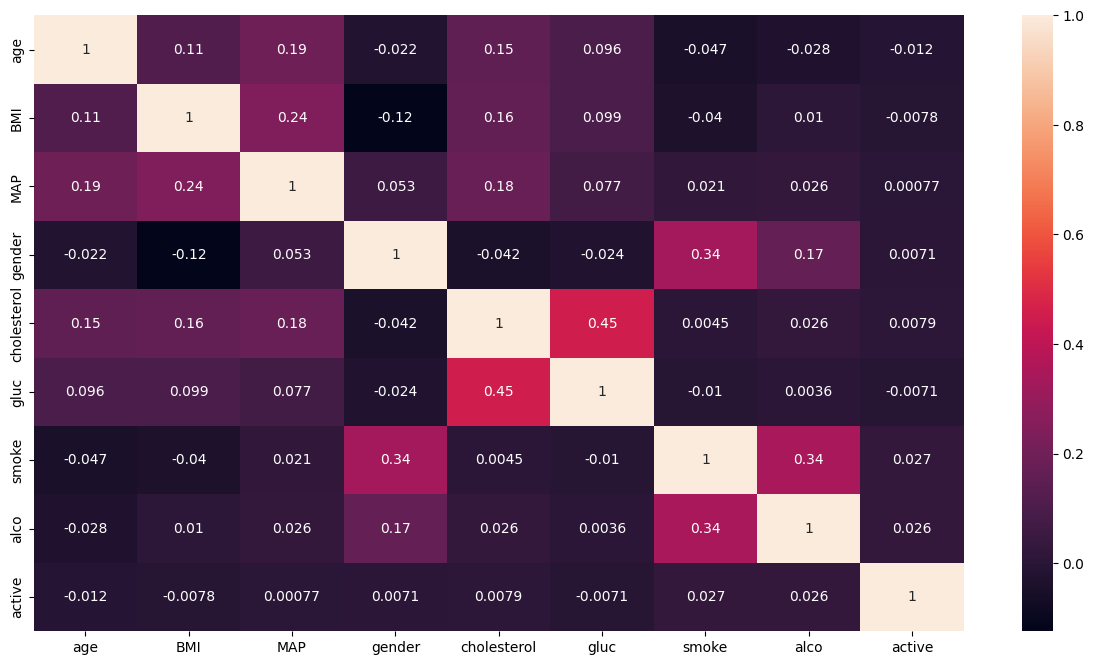 age 1 0.11 0.19 -0.022 0.15 0.096 -0.047 -0.028 -0.012
BMI 0.11 1 0.24 -0.12 0.16 0.099 -0.04 0.01 -0.0078
MAP 0.19 0.24 1 0.053 0.18 0.077 0.021 0.026 0.00077
gender -0.022 -0.12 0.053 1 -0.042 -0.024 0.34 0.17 0.0071
cholesterol 0.15 0.16 0.18 -0.042 1 0.45 0.0045 0.026 0.0079
gluc 0.096 0.099 0.077 -0.024 0.45 1 -0.01 0.0036 -0.0071
smoke -0.047 -0.04 0.021 0.34 0.0045 -0.01 1 0.34 0.027
alco -0.028 0.01 0.026 0.17 0.026 0.0036 0.34 1 0.026
active -0.012 -0.0078 0.00077 0.0071 0.0079 -0.0071 0.027 0.026 1
age BMI MAP gender cholesterol gluc smoke alco active
1.0
0.8
0.6
0.4
0.2
0.0